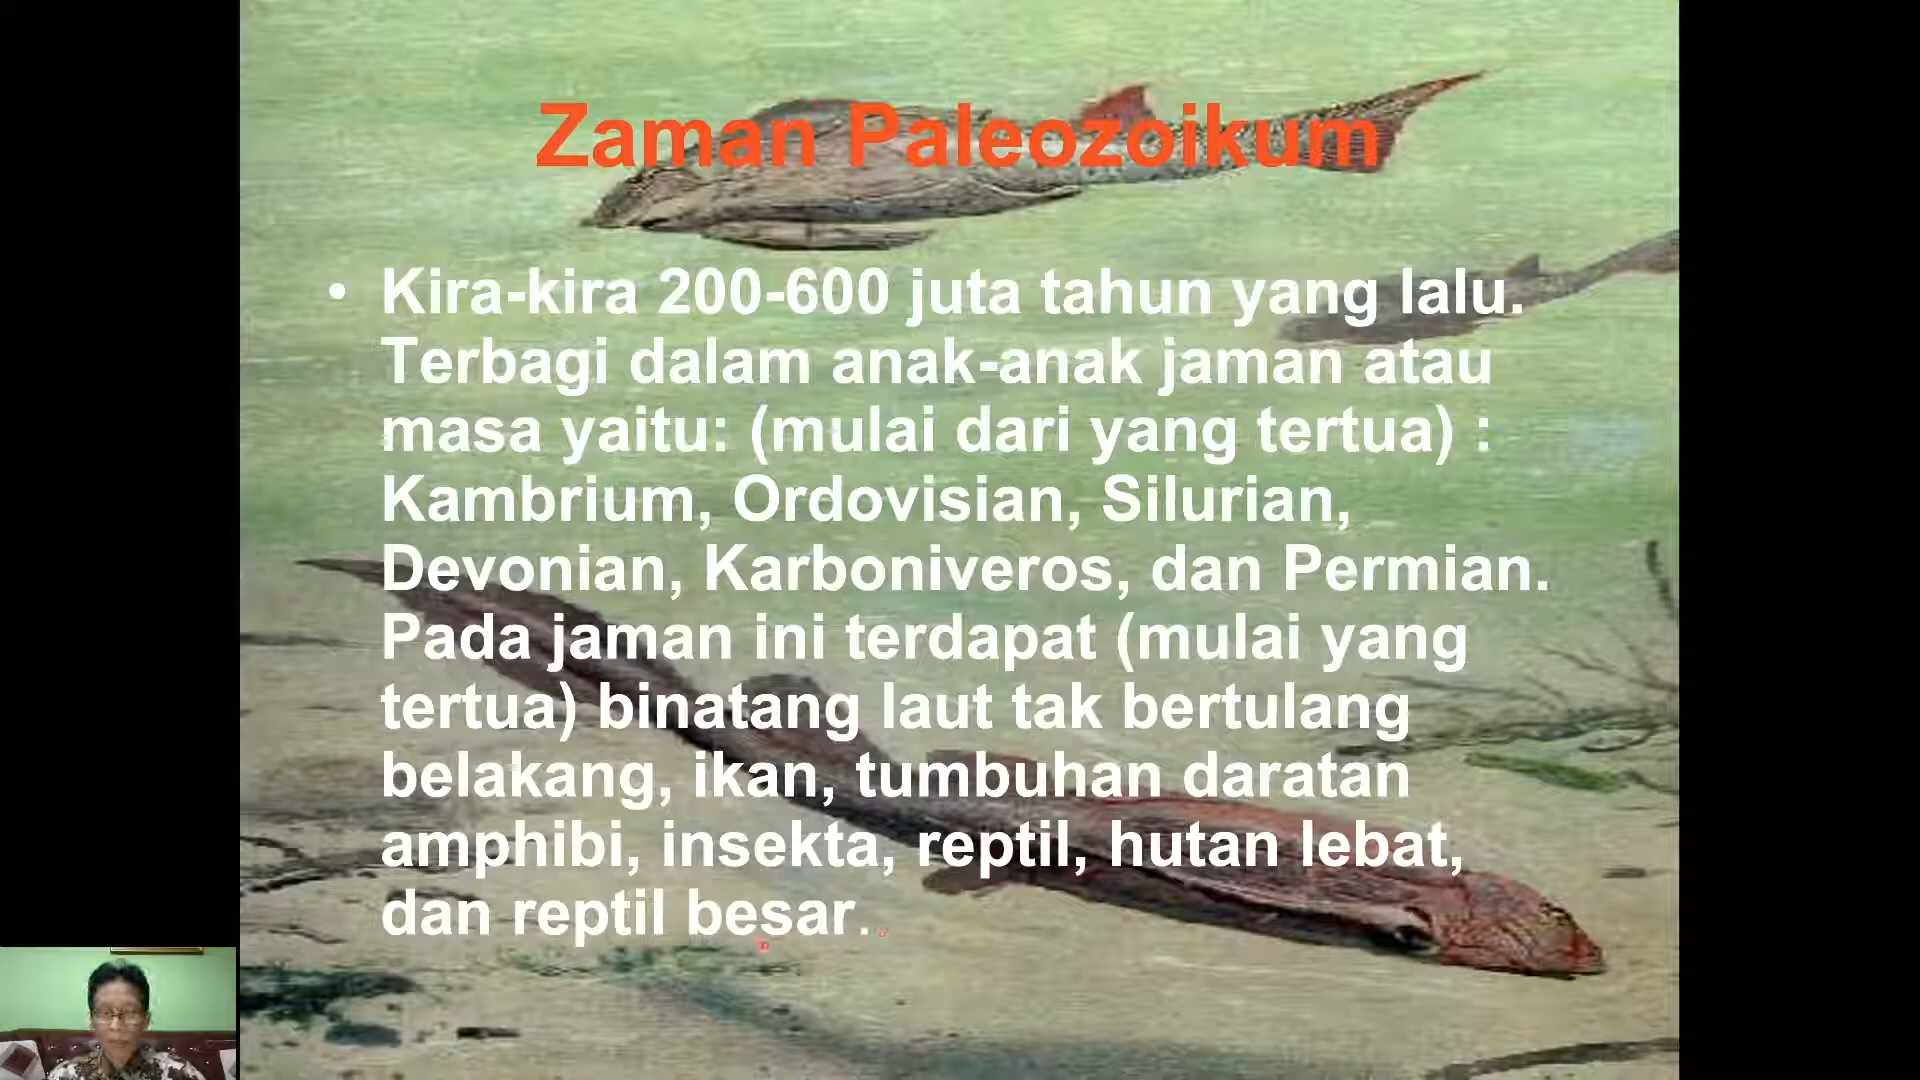 Zaman Paleozoikum
• Kira-kira 200-600 juta tahun yang lalu.
Terbagi dalam anak-anak jaman atau
masa yaitu: (mulai dari yang tertua) :
Kambrium, Ordovisian, Silurian,
Devonian, Karboniveros, dan Permian.
Pada jaman ini terdapat (mulai yang
tertua) binatang laut tak bertulang
belakang, ikan, tumbuhan daratan
amphibi, insekta, reptil, hutan lebat,
dan reptil besar.